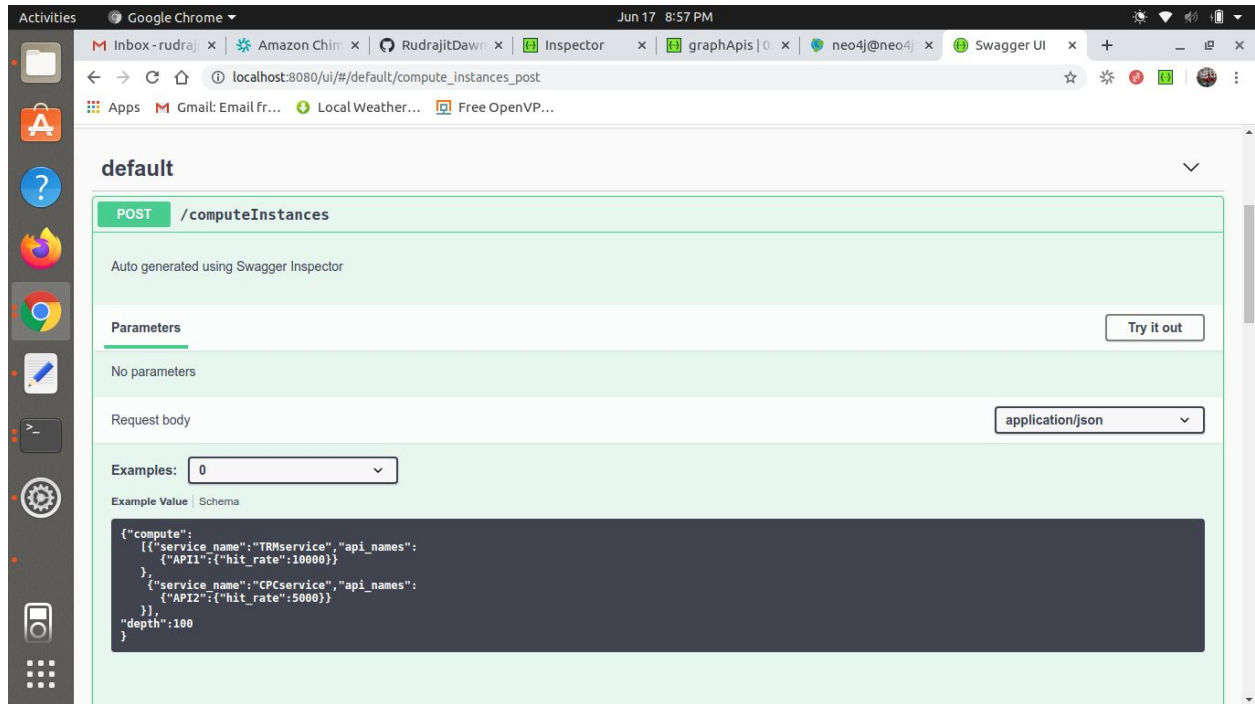 Activities
Google Chrome
Jun 17 8:57 PM
Inbox - rudraj
Amazon Chim
RudrajitDawn
Inspector
graphApis | 0.
neo4j@neo4j
Swagger UI
localhost:8080/ui/#/default/compute_instances_post
Apps
Gmail: Email fr...
Local Weather...
Free OpenVP...
default
POST /computeInstances
Auto generated using Swagger Inspector
Parameters
Try it out
No parameters
Request body
application/json
Examples: 0
Example Value | Schema
{"compute":
[{"service_name":"TRMservice","api_names":
{"API1":{"hit_rate":10000}}
},
{"service_name":"CPCservice","api_names":
{"API2":{"hit_rate":5000}}
}],
"depth":100
}